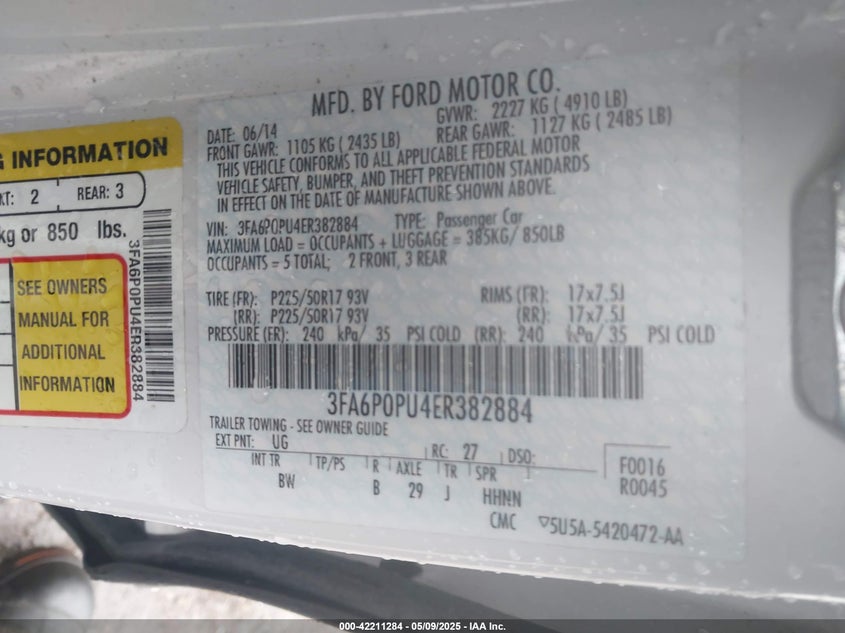 G INFORMATION
KT: 2 REAR: 3
kg or 850 lbs.
SEE OWNERS
MANUAL FOR
ADDITIONAL
INFORMATION
3FA6P0PU4ER382884
MFD. BY FORD MOTOR CO.
DATE: 06/14 GVWR: 2227 KG ( 4910 LB)
FRONT GAWR: 1105 KG ( 2435 LB) REAR GAWR: 1127 KG ( 2485 LB)
THIS VEHICLE CONFORMS TO ALL APPLICABLE FEDERAL MOTOR
VEHICLE SAFETY, BUMPER, AND THEFT PREVENTION STANDARDS
IN EFFECT ON THE DATE OF MANUFACTURE SHOWN ABOVE.
VIN: 3FA6P0PU4ER382884 TYPE: Passenger Car
MAXIMUM LOAD = OCCUPANTS + LUGGAGE = 385KG/ 850LB
OCCUPANTS = 5 TOTAL; 2 FRONT, 3 REAR
TIRE (FR): P225/50R17 93V RIMS (FR): 17x7.5J
(RR): P225/50R17 93V (RR): 17x7.5J
PRESSURE (FR): 240 kPa/ 35 PSI COLD (RR): 240 kPa/ 35 PSI COLD
3FA6P0PU4ER382884
TRAILER TOWING - SEE OWNER GUIDE
EXT PNT: UG RC: 27 DSO: F0016
INT TR TP/PS R AXLE TR SPR R0045
BW B 29 J HHNN
CMC 5U5A-5420472-AA
000-42211284 - 05/09/2025 - IAA Inc.